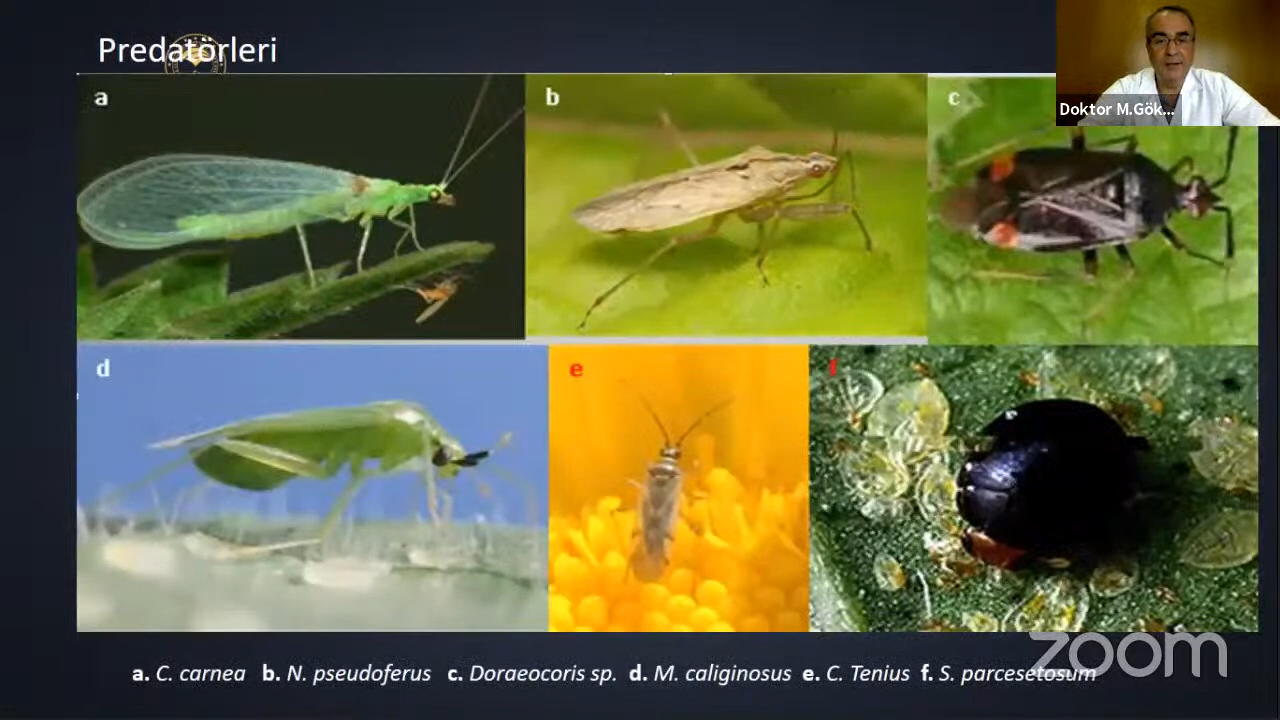 Predatörleri
Doktor M.Gök...
a
b
c
d
e
f
a. C. carnea b. N. pseudoferus c. Doraeocoris sp. d. M. caliginosus e. C. Tenius f. S. parcesetosum
zoom